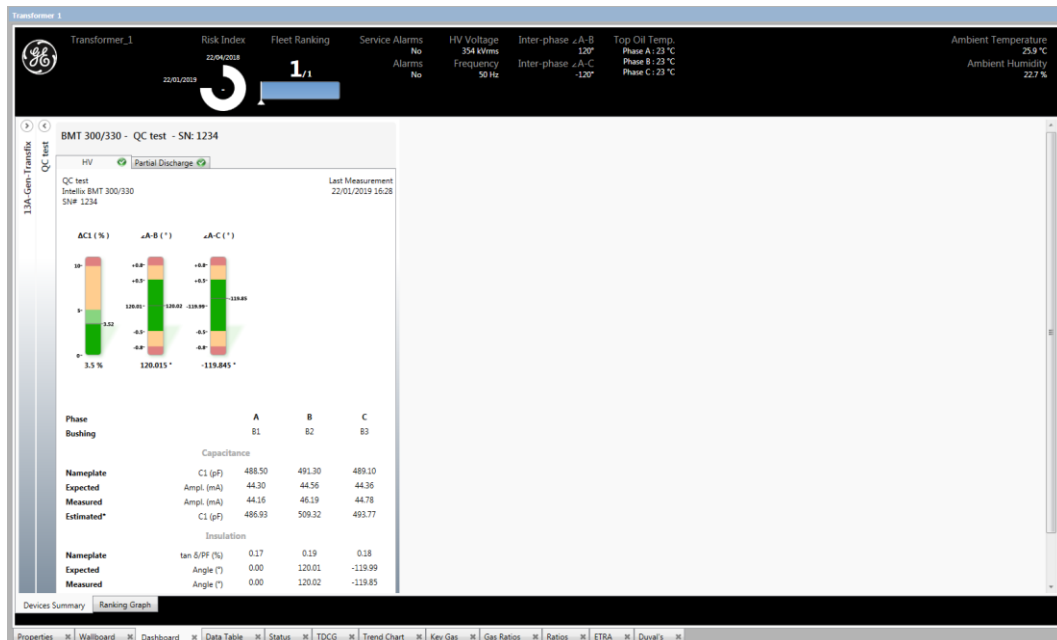 Transformer 1
Transformer_1
Risk Index
22/04/2018
22/01/2019
-
Fleet Ranking
1/1
Service Alarms
No
Alarms
No
HV Voltage
354 kVrms
Frequency
50 Hz
Inter-phase ∠A-B
120°
Inter-phase ∠A-C
-120°
Top Oil Temp.
Phase A : 23 °C
Phase B : 23 °C
Phase C : 23 °C
Ambient Temperature
25.9 °C
Ambient Humidity
22.7 %
13A-Gen-Transfix
QC test
BMT 300/330 - QC test - SN: 1234
HV
Partial Discharge
QC test
Intellix BMT 300/330
SN# 1234
Last Measurement
22/01/2019 16:28
ΔC1 ( % )
10-
5-
0-
3.52
3.5 %
∠A-B ( ° )
+0.8-
+0.5-
120.01-
-120.02
-0.5-
-0.8-
120.015 °
∠A-C ( ° )
+0.8-
+0.5-
-119.99-
-119.85
-0.5-
-0.8-
-119.845 °
Phase A B C
Bushing B1 B2 B3
Capacitance
Nameplate C1 (pF) 488.50 491.30 489.10
Expected Ampl. (mA) 44.30 44.56 44.36
Measured Ampl. (mA) 44.16 46.19 44.78
Estimated* C1 (pF) 486.93 509.32 493.77
Insulation
Nameplate tan δ/PF (%) 0.17 0.19 0.18
Expected Angle (°) 0.00 120.01 -119.99
Measured Angle (°) 0.00 120.02 -119.85
Devices Summary Ranking Graph
Properties Wallboard Dashboard Data Table Status TDCG Trend Chart Key Gas Gas Ratios Ratios ETRA Duval's